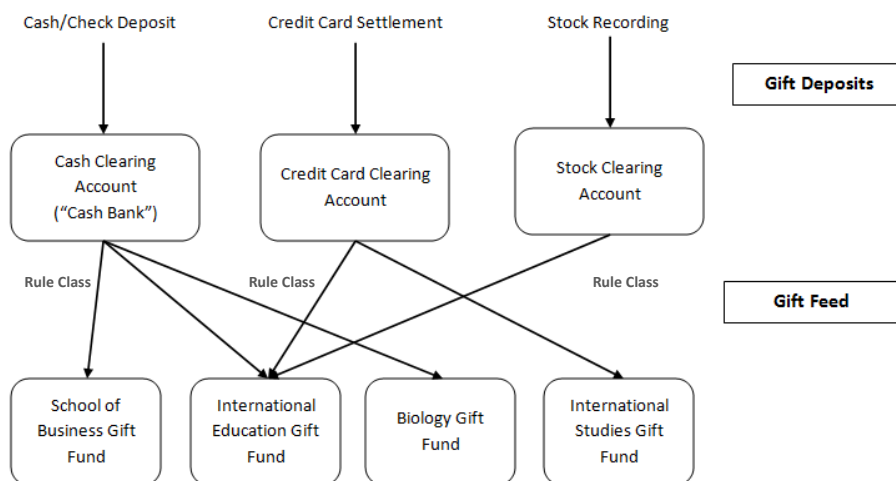 Cash/Check Deposit
Credit Card Settlement
Stock Recording
Gift Deposits
Cash Clearing
Account
("Cash Bank")
Credit Card Clearing
Account
Stock Clearing
Account
Rule Class
Rule Class
Rule Class
Gift Feed
School of
Business Gift
Fund
International
Education Gift
Fund
Biology Gift
Fund
International
Studies Gift
Fund